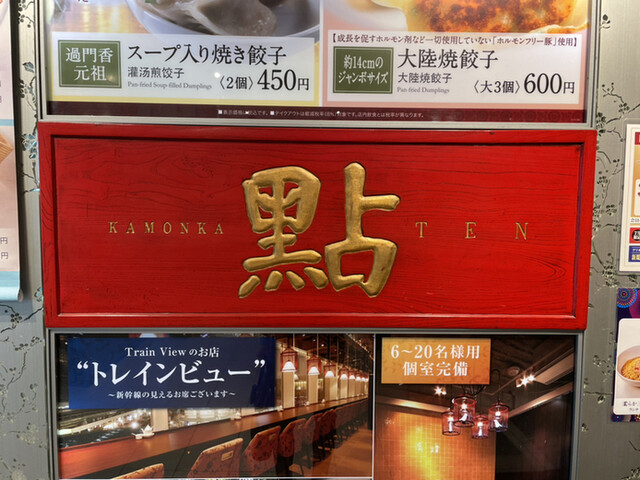 過門香
元祖
スープ入り焼き餃子
灌汤煎饺子
Pan-fried Soup-filled Dumplings
〈2個〉450円
【成長を促すホルモン剤など一切使用していない「ホルモンフリー豚」使用】
約14cmの
ジャンボサイズ
大陸焼餃子
大陸燒餃子
Pan-fried Dumplings
〈大3個〉600円
KAMONKA
點
TEN
Train Viewのお店
“トレインビュー”
～新幹線の見えるお席ございます～
6～20名様用
個室完備
円
円